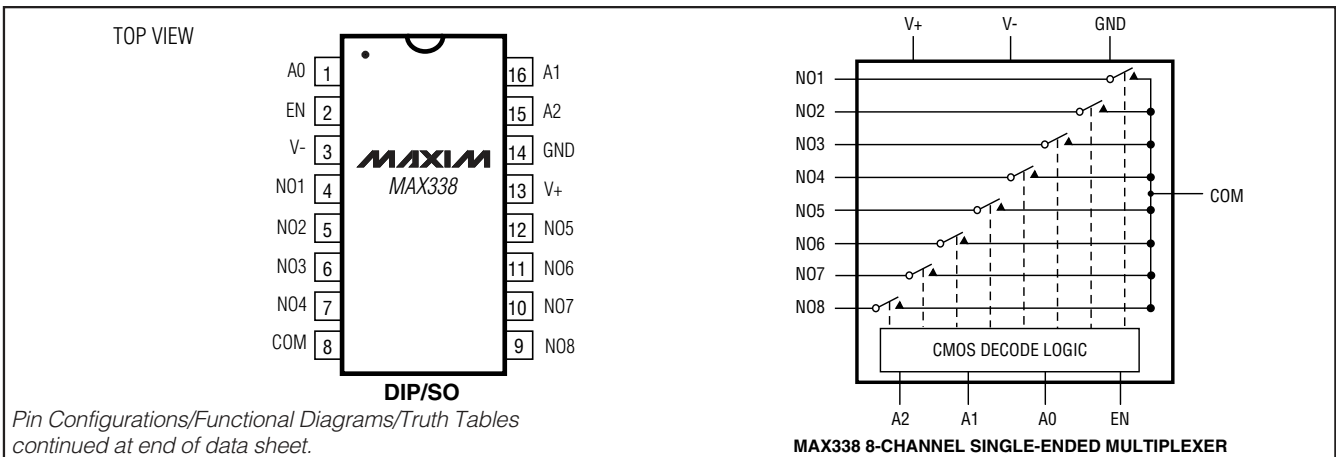 TOP VIEW
A0 1
EN 2
V- 3
NO1 4
NO2 5
NO3 6
NO4 7
COM 8
16 A1
15 A2
14 GND
13 V+
12 NO5
11 NO6
10 NO7
9 NO8
MAXIM
MAX338
DIP/SO
Pin Configurations/Functional Diagrams/Truth Tables
continued at end of data sheet.
V+ V- GND
NO1
NO2
NO3
NO4
NO5
NO6
NO7
NO8
COM
CMOS DECODE LOGIC
A2 A1 A0 EN
MAX338 8-CHANNEL SINGLE-ENDED MULTIPLEXER